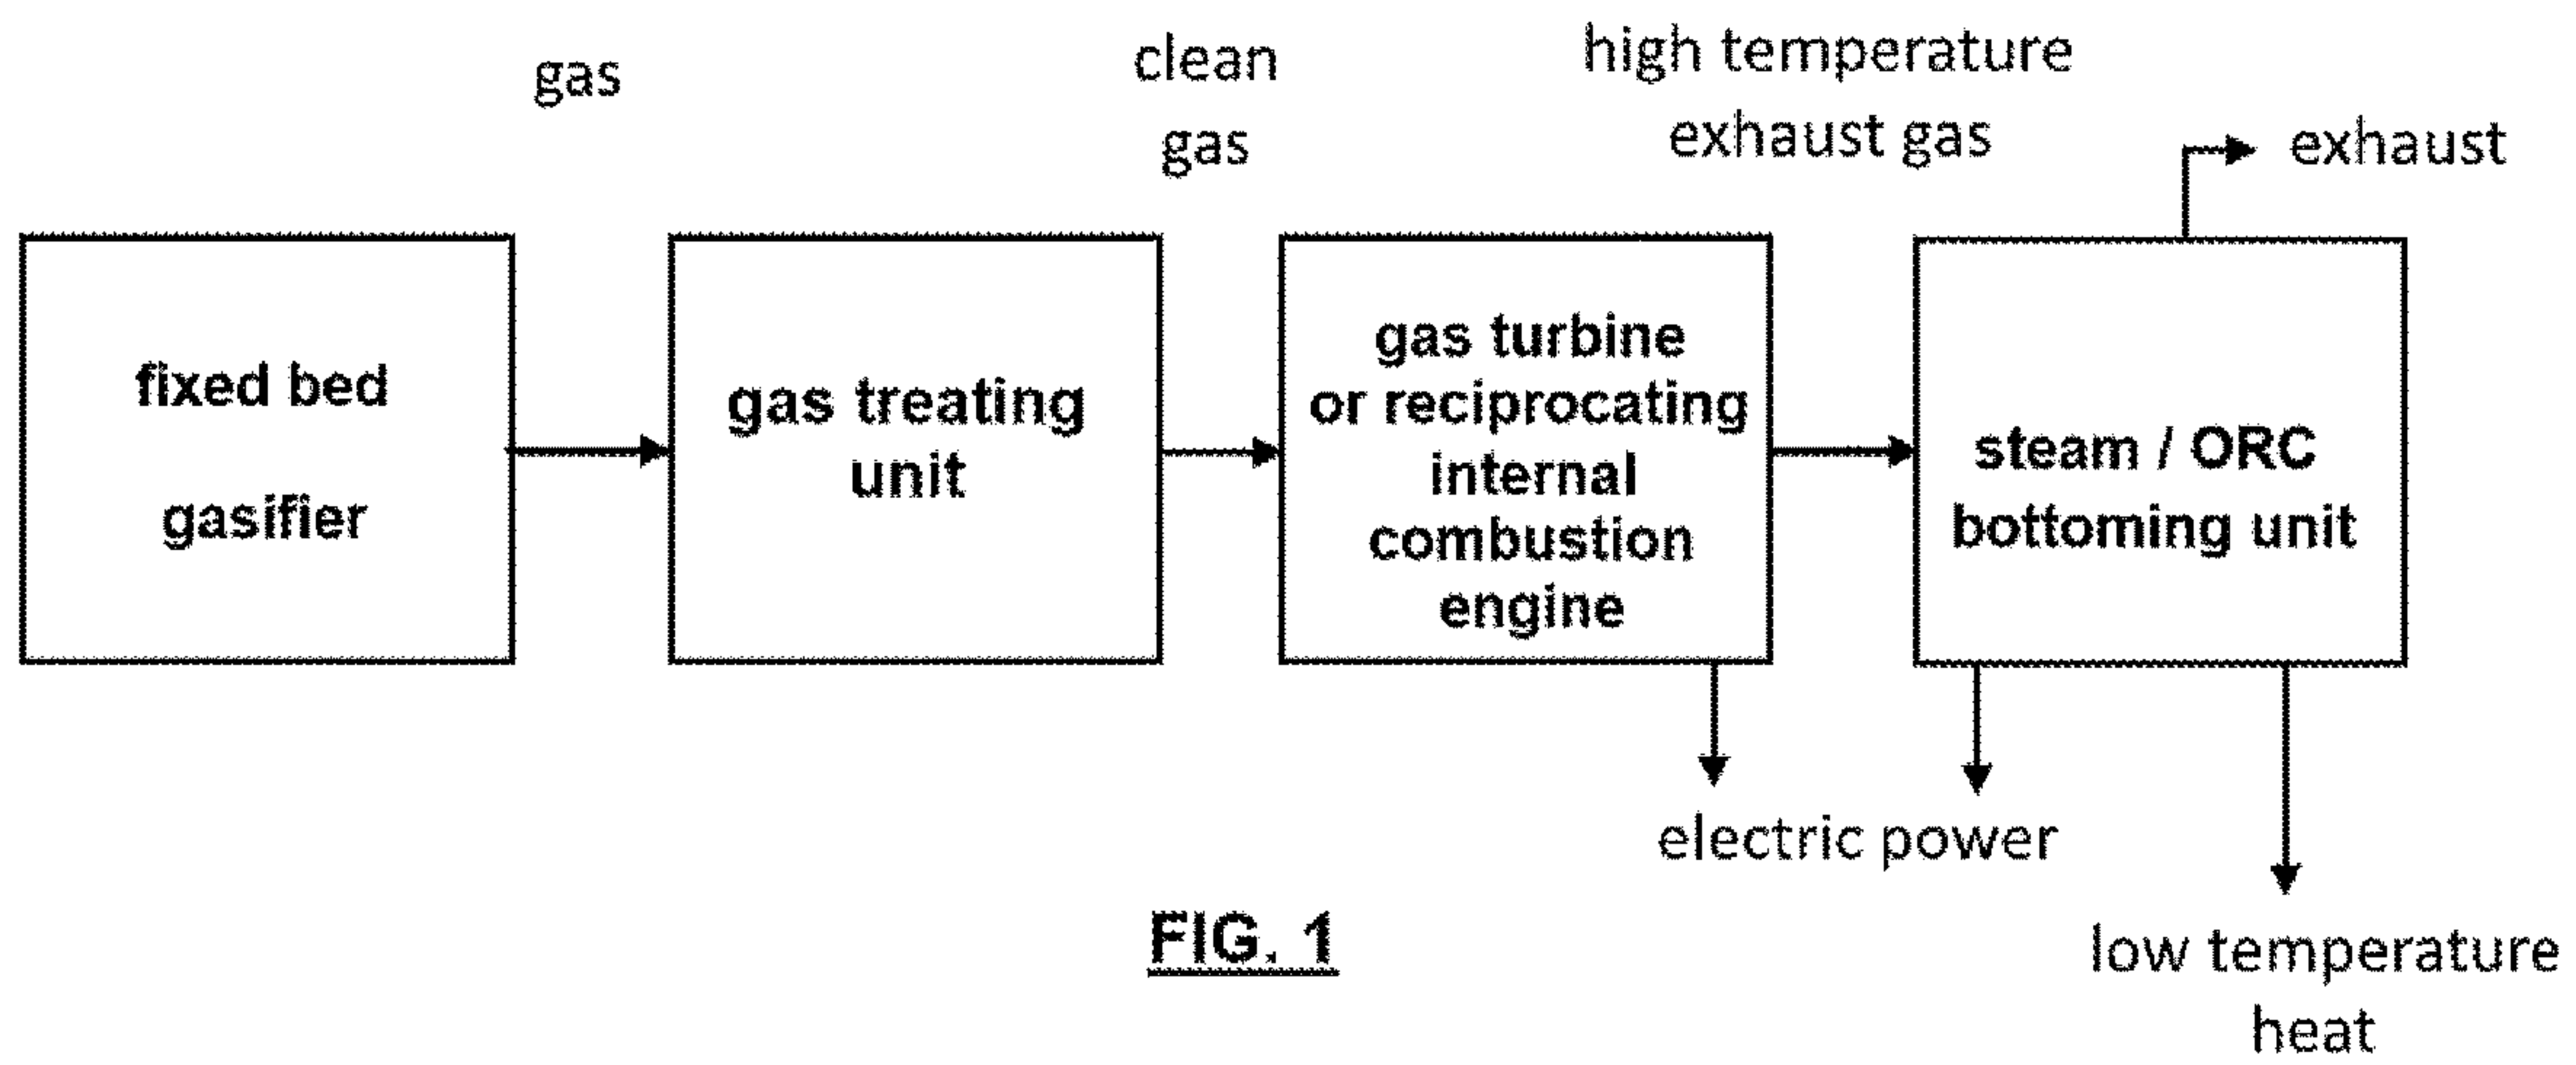 gas
clean
gas
high temperature
exhaust gas
exhaust
fixed bed
gasifier
gas treating
unit
gas turbine
or reciprocating
internal
combustion
engine
steam / ORC
bottoming unit
electric power
low temperature
heat
FIG. 1